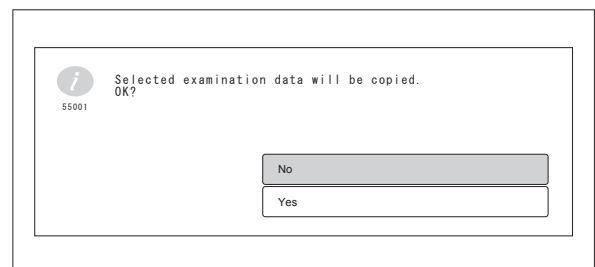 Selected examination data will be copied.
OK?
55001
No
Yes